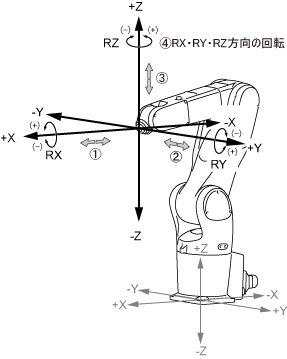 +Z
(−) (+)
RZ ④RX・RY・RZ方向の回転
③
-Y
-X
(+)
(−)
+X
(−)
(+)
+Y
RX
①
②
RY
-Z
+Z
-Y
-X
+X
+Y
-Z